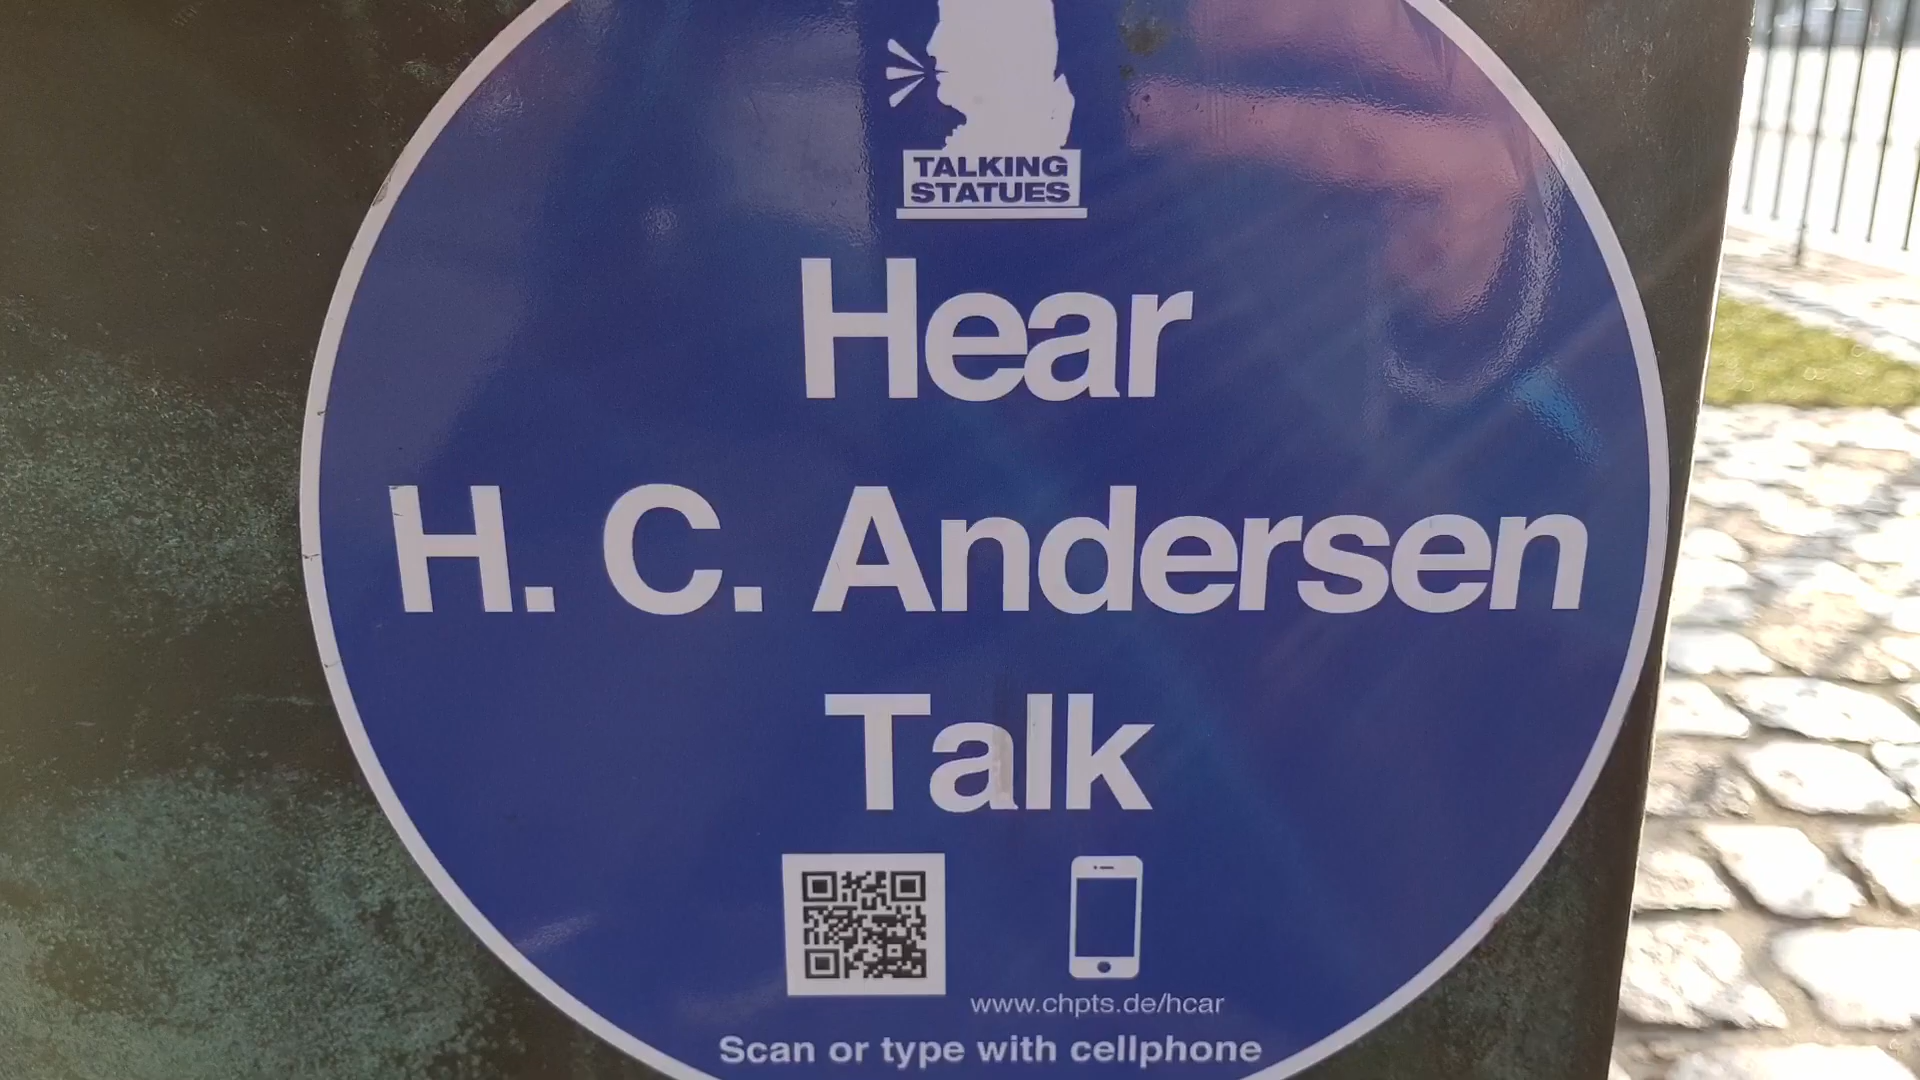 TALKING
STATUES
Hear
H. C. Andersen
Talk
www.chpts.de/hcar
Scan or type with cellphone